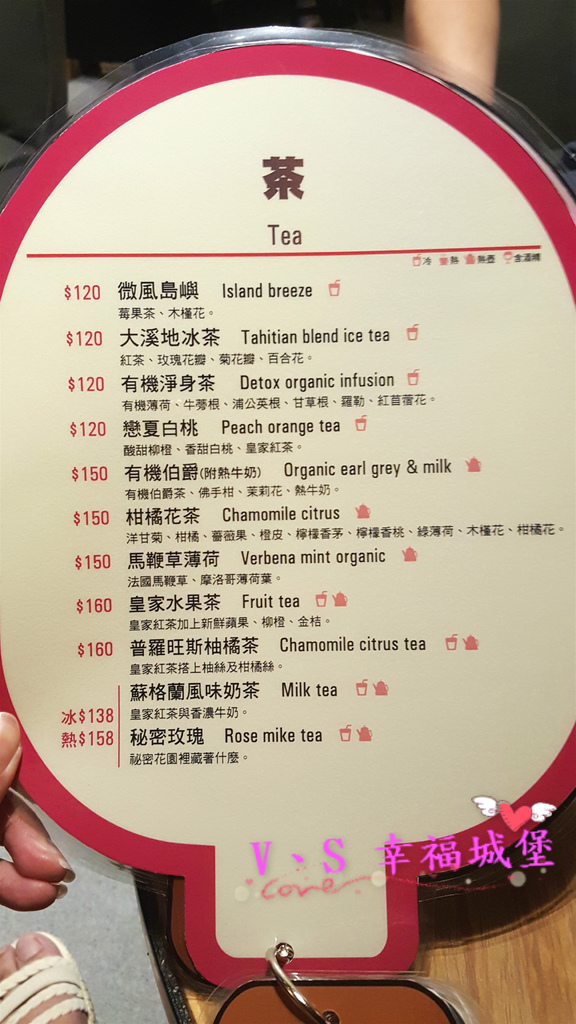 茶
Tea
冷 熱 熱壺 含酒精
$120 微風島嶼 Island breeze
莓果茶、木槿花。
$120 大溪地冰茶 Tahitian blend ice tea
紅茶、玫瑰花瓣、菊花瓣、百合花。
$120 有機淨身茶 Detox organic infusion
有機薄荷、牛蒡根、浦公英根、甘草根、羅勒、紅苜蓿花。
$120 戀夏白桃 Peach orange tea
酸甜柳橙、香甜白桃、皇家紅茶。
$150 有機伯爵(附熱牛奶) Organic earl grey & milk
有機伯爵茶、佛手柑、茉莉花、熱牛奶。
$150 柑橘花茶 Chamomile citrus
洋甘菊、柑橘、薔薇果、橙皮、檸檬香茅、檸檬香桃、綠薄荷、木槿花、柑橘花。
$150 馬鞭草薄荷 Verbena mint organic
法國馬鞭草、摩洛哥薄荷葉。
$160 皇家水果茶 Fruit tea
皇家紅茶加上新鮮蘋果、柳橙、金桔。
$160 普羅旺斯柚橘茶 Chamomile citrus tea
皇家紅茶搭上柚絲及柑橘絲。
蘇格蘭風味奶茶 Milk tea
冰$138 皇家紅茶與香濃牛奶。
熱$158 秘密玫瑰 Rose mike tea
祕密花園裡藏著什麼。
V、S 幸福城堡